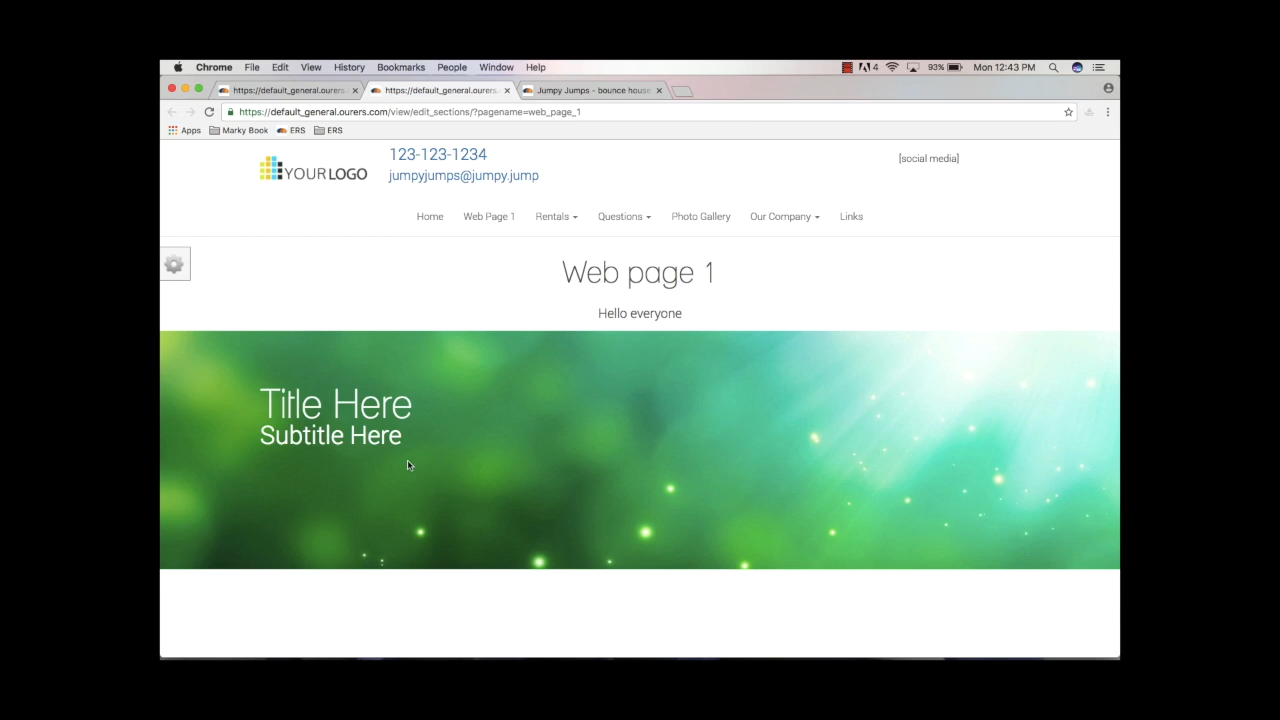 Chrome File Edit View History Bookmarks People Window Help 4 93% Mon 12:43 PM
https://default_general.ourers. https://default_general.ourers. Jumpy Jumps - bounce house
https://default_general.ourers.com/view/edit_sections/?pagename=web_page_1
Apps Marky Book ERS ERS
YOUR LOGO
123-123-1234
jumpyjumps@jumpy.jump
[social media]
Home Web Page 1 Rentals Questions Photo Gallery Our Company Links
Web page 1
Hello everyone
Title Here
Subtitle Here